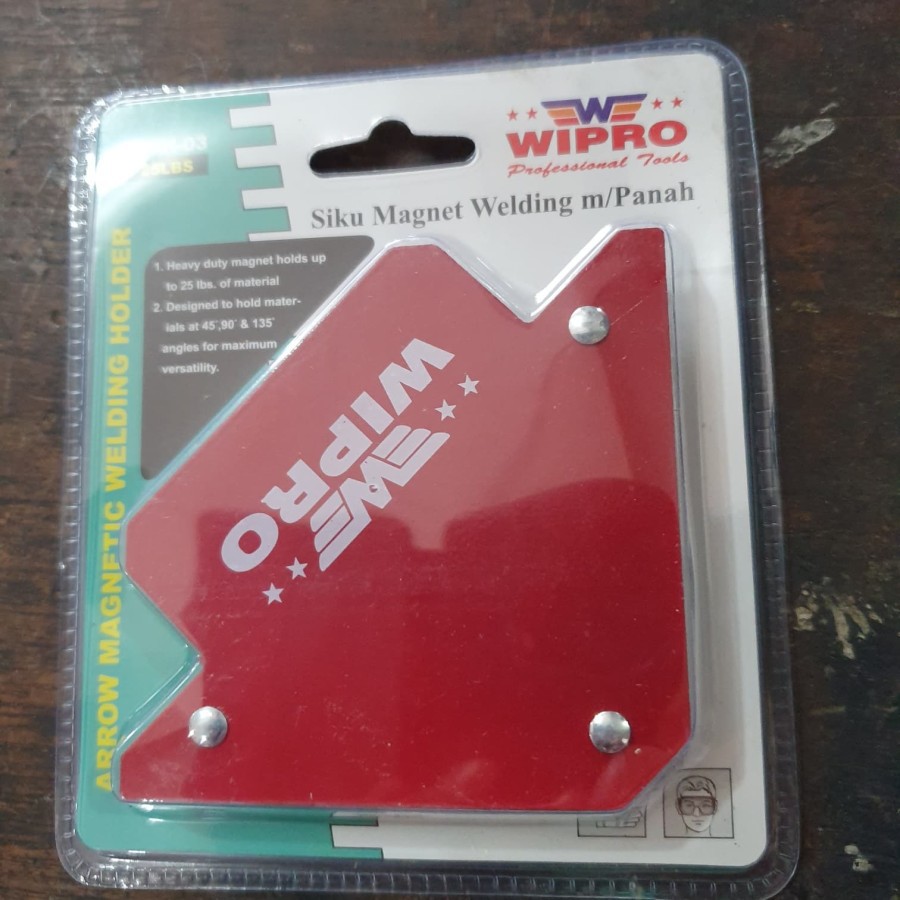 WIPRO
Professional Tools
Siku Magnet Welding m/Panah
ARROW MAGNETIC WELDING HOLDER
1. Heavy duty magnet holds up
to 25 lbs. of material
2. Designed to hold mater-
ials at 45°,90° & 135°
angles for maximum
versatility.
WIPRO